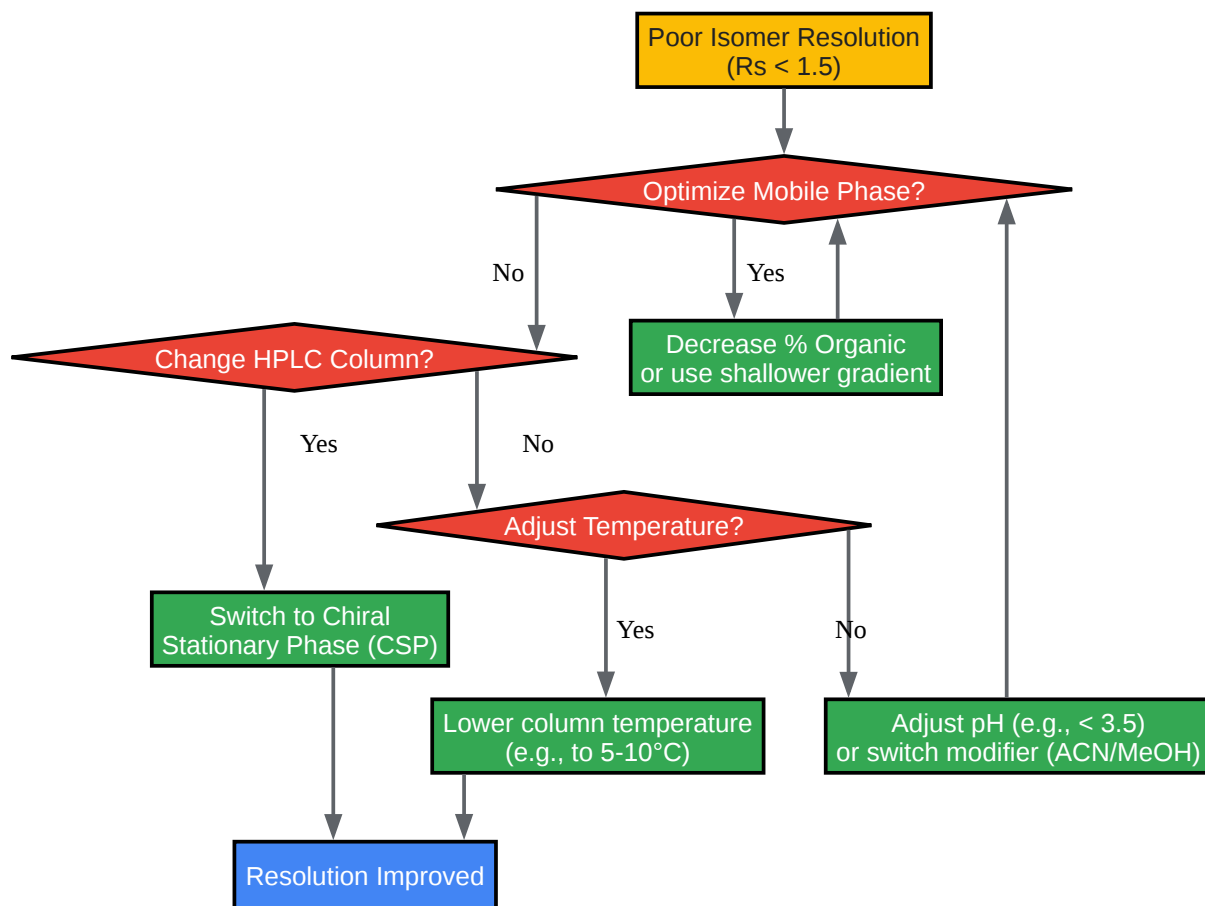 Poor Isomer Resolution
(Rs < 1.5)
Optimize Mobile Phase?
No
Yes
Change HPLC Column?
Decrease % Organic
or use shallower gradient
Yes
No
Adjust Temperature?
Switch to Chiral
Stationary Phase (CSP)
Yes
No
Lower column temperature
(e.g., to 5-10°C)
Adjust pH (e.g., < 3.5)
or switch modifier (ACN/MeOH)
Resolution Improved